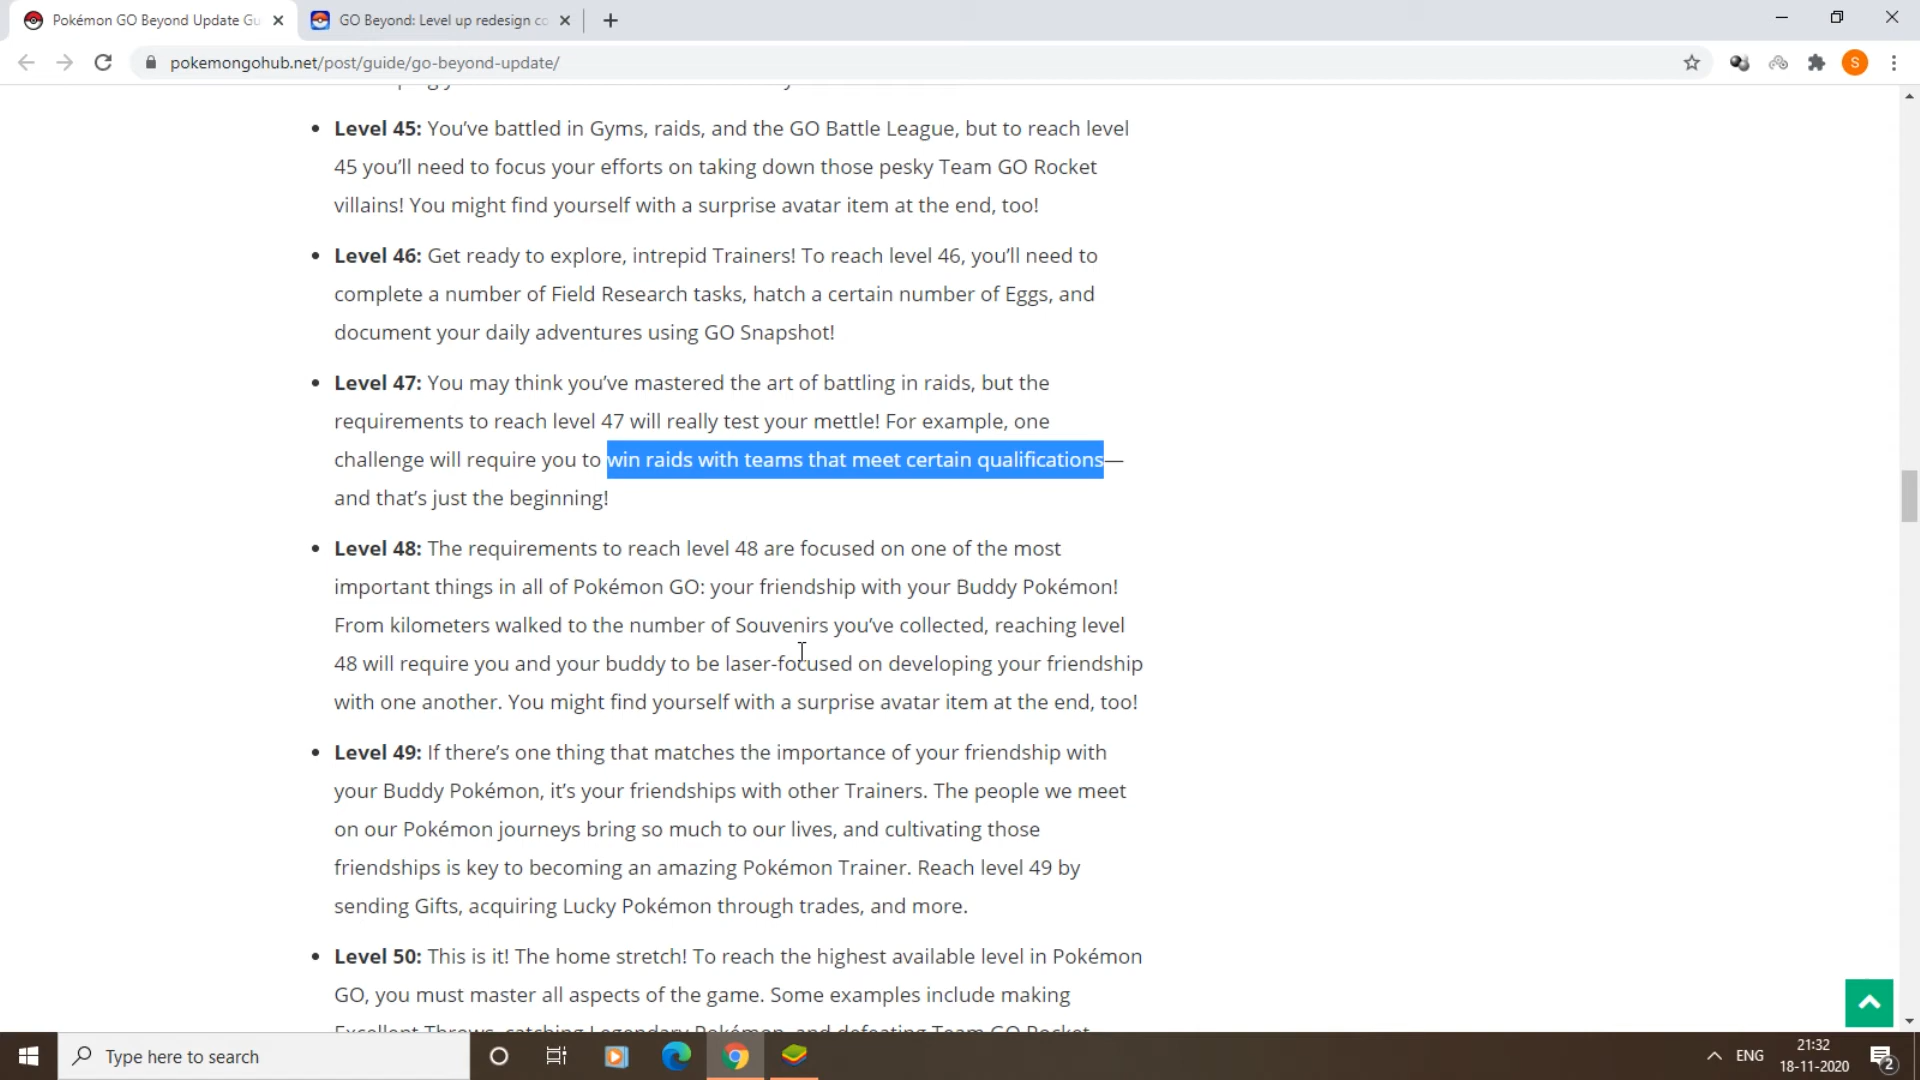 Pokémon GO Beyond Update Gu
GO Beyond: Level up redesign co
pokemongohub.net/post/guide/go-beyond-update/
S
Level 45: You’ve battled in Gyms, raids, and the GO Battle League, but to reach level
45 you’ll need to focus your efforts on taking down those pesky Team GO Rocket
villains! You might find yourself with a surprise avatar item at the end, too!
Level 46: Get ready to explore, intrepid Trainers! To reach level 46, you’ll need to
complete a number of Field Research tasks, hatch a certain number of Eggs, and
document your daily adventures using GO Snapshot!
Level 47: You may think you’ve mastered the art of battling in raids, but the
requirements to reach level 47 will really test your mettle! For example, one
challenge will require you to win raids with teams that meet certain qualifications—
and that’s just the beginning!
Level 48: The requirements to reach level 48 are focused on one of the most
important things in all of Pokémon GO: your friendship with your Buddy Pokémon!
From kilometers walked to the number of Souvenirs you’ve collected, reaching level
48 will require you and your buddy to be laser-focused on developing your friendship
with one another. You might find yourself with a surprise avatar item at the end, too!
Level 49: If there’s one thing that matches the importance of your friendship with
your Buddy Pokémon, it’s your friendships with other Trainers. The people we meet
on our Pokémon journeys bring so much to our lives, and cultivating those
friendships is key to becoming an amazing Pokémon Trainer. Reach level 49 by
sending Gifts, acquiring Lucky Pokémon through trades, and more.
Level 50: This is it! The home stretch! To reach the highest available level in Pokémon
GO, you must master all aspects of the game. Some examples include making
Excellent Throws, catching Legendary Pokémon, and defeating Team GO Rocket
Type here to search
ENG
21:32
18-11-2020
2